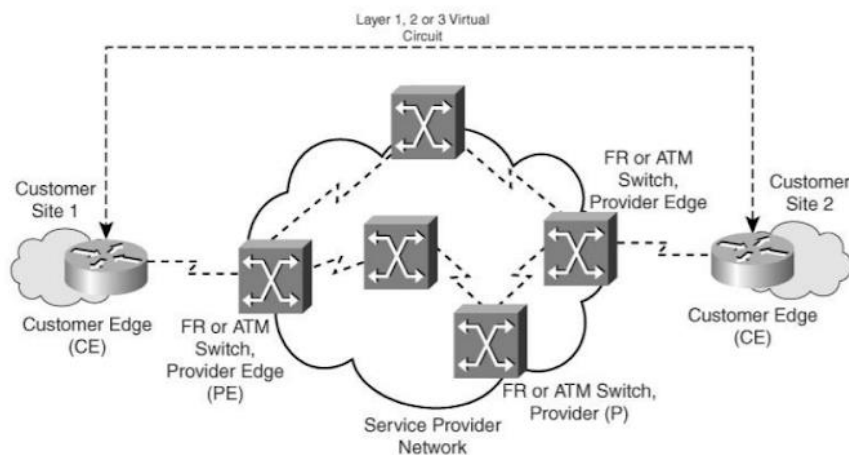 Layer 1, 2 or 3 Virtual
Circuit
Customer
Site 1
FR or ATM
Switch,
Provider Edge
Customer
Site 2
Customer Edge
(CE)
FR or ATM
Switch,
Provider Edge
(PE)
Customer Edge
(CE)
FR or ATM Switch,
Provider (P)
Service Provider
Network